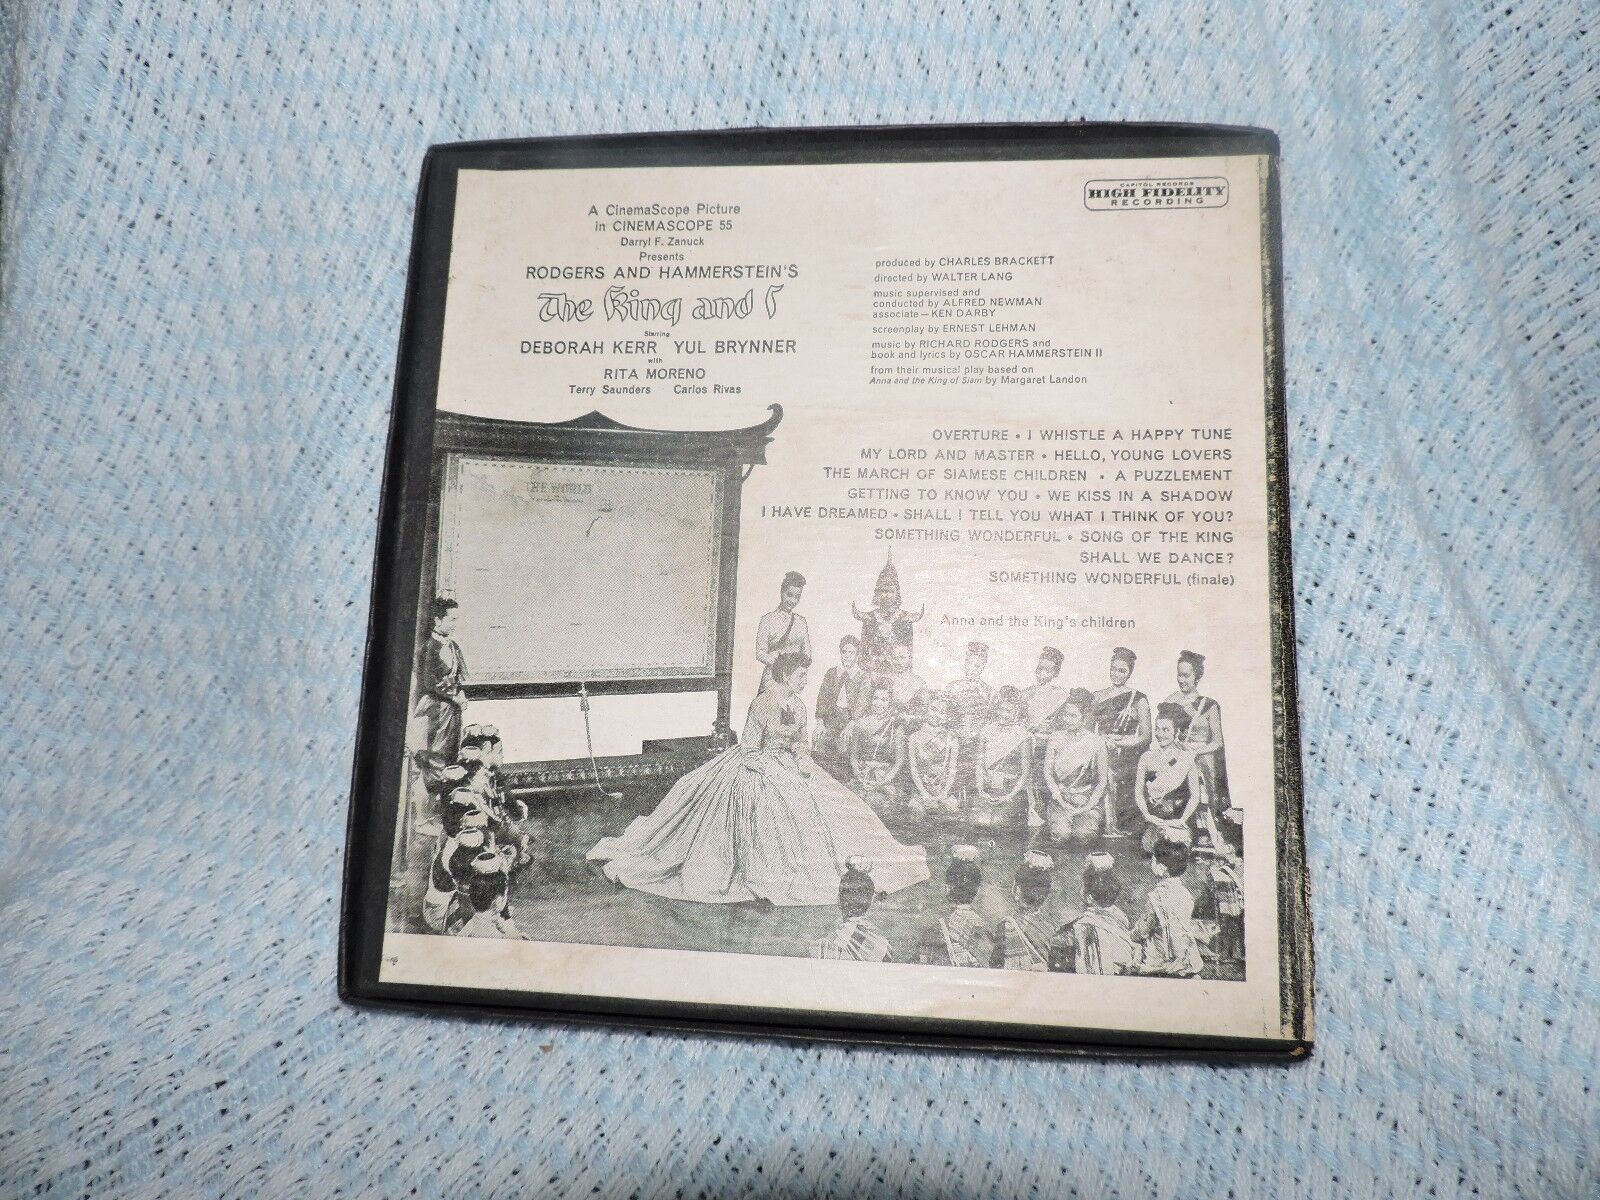 A CinemaScope Picture
in CINEMASCOPE 55
Darryl F. Zanuck
Presents
RODGERS AND HAMMERSTEIN'S
The King and I
Starring
DEBORAH KERR YUL BRYNNER
with
RITA MORENO
Terry Saunders Carlos Rivas
CAPITOL RECORDS
HIGH FIDELITY
RECORDING
produced by CHARLES BRACKETT
directed by WALTER LANG
music supervised and
conducted by ALFRED NEWMAN
associate—KEN DARBY
screenplay by ERNEST LEHMAN
music by RICHARD RODGERS and
book and lyrics by OSCAR HAMMERSTEIN II
from their musical play based on
Anna and the King of Siam by Margaret Landon
OVERTURE • I WHISTLE A HAPPY TUNE
MY LORD AND MASTER • HELLO, YOUNG LOVERS
THE MARCH OF SIAMESE CHILDREN • A PUZZLEMENT
GETTING TO KNOW YOU • WE KISS IN A SHADOW
I HAVE DREAMED • SHALL I TELL YOU WHAT I THINK OF YOU?
SOMETHING WONDERFUL • SONG OF THE KING
SHALL WE DANCE?
SOMETHING WONDERFUL (finale)
THE WORLD
Anna and the King's children